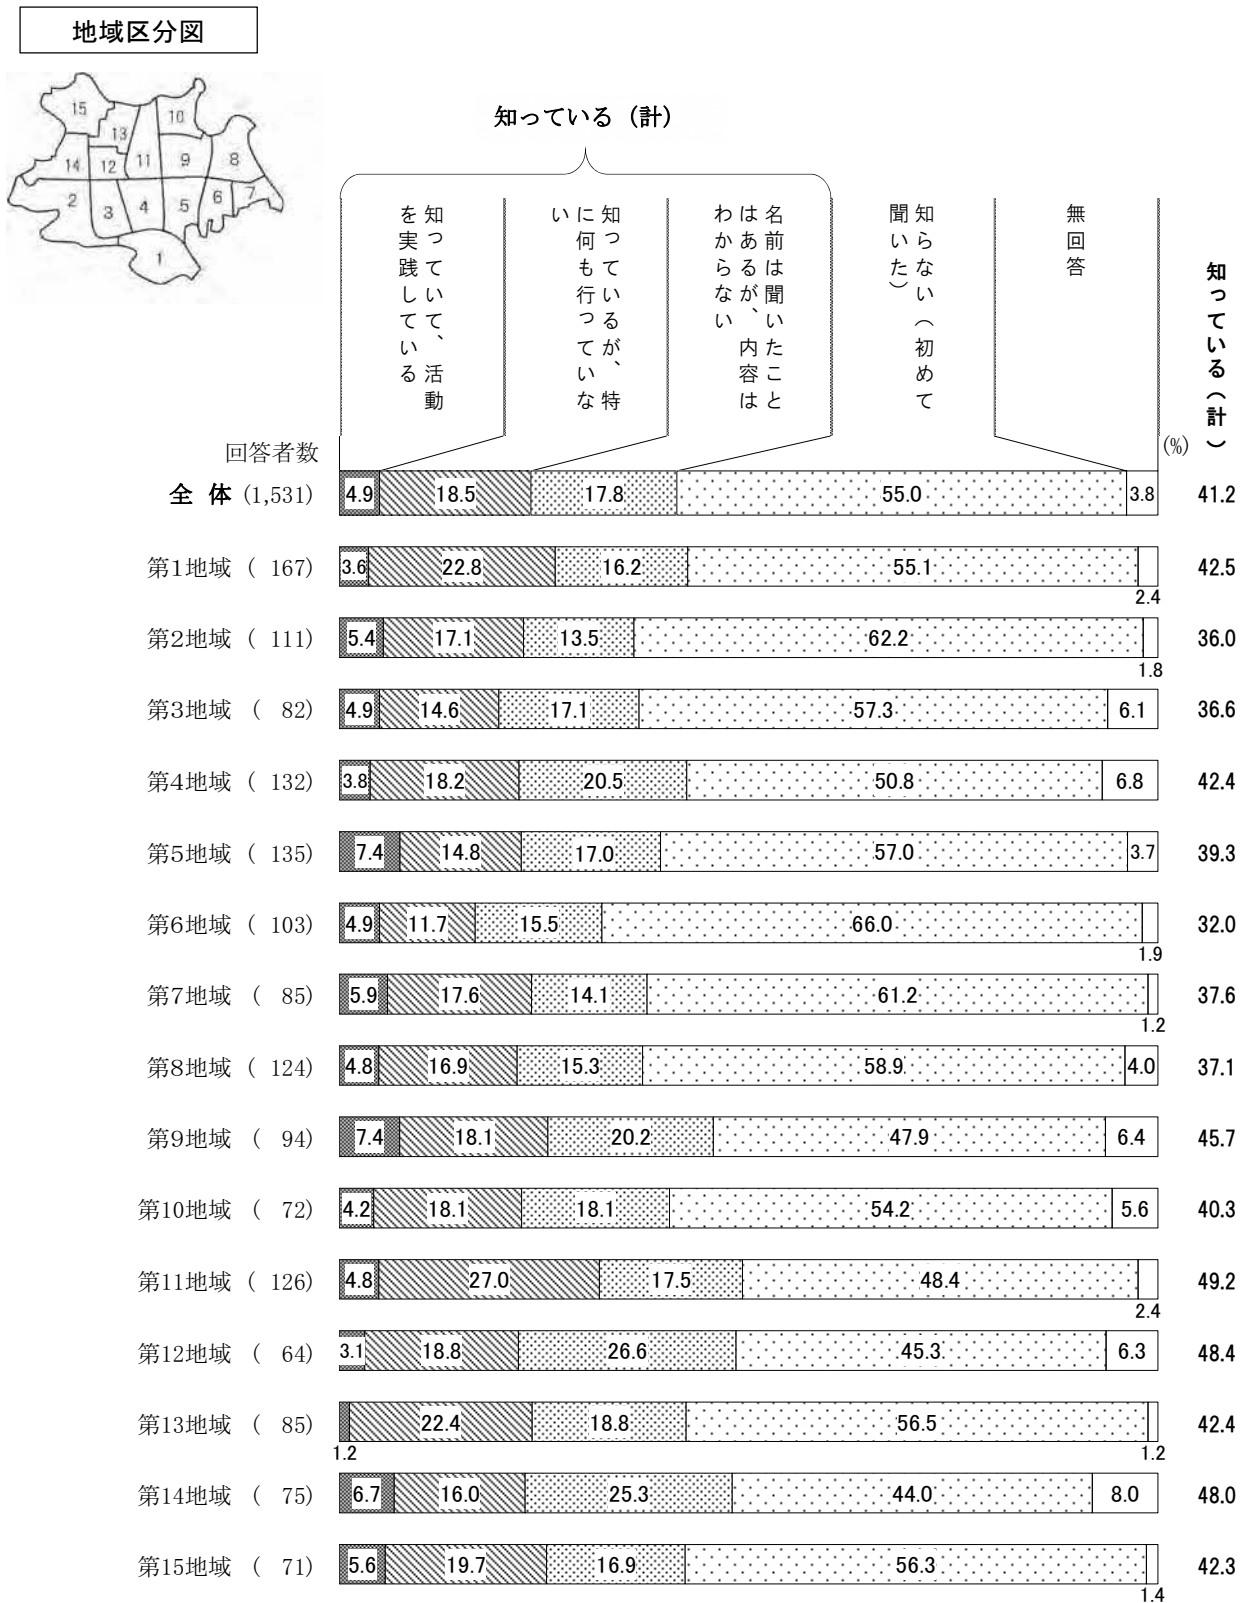 地域区分図
15
10
13
14
12
11
9
8
2
3
4
5
6
7
1
知っている（計）
知っていて、活動
を実践している
知っているが、特
に何も行っていな
い
名前は聞いたこと
はあるが、内容は
わからない
知らない（初めて
聞いた）
無回答
知っている（計）
回答者数
(%)
全 体 (1,531) 4.9 18.5 17.8 55.0 3.8 41.2
第1地域 ( 167) 3.6 22.8 16.2 55.1 2.4 42.5
第2地域 ( 111) 5.4 17.1 13.5 62.2 1.8 36.0
第3地域 ( 82) 4.9 14.6 17.1 57.3 6.1 36.6
第4地域 ( 132) 3.8 18.2 20.5 50.8 6.8 42.4
第5地域 ( 135) 7.4 14.8 17.0 57.0 3.7 39.3
第6地域 ( 103) 4.9 11.7 15.5 66.0 1.9 32.0
第7地域 ( 85) 5.9 17.6 14.1 61.2 1.2 37.6
第8地域 ( 124) 4.8 16.9 15.3 58.9 4.0 37.1
第9地域 ( 94) 7.4 18.1 20.2 47.9 6.4 45.7
第10地域 ( 72) 4.2 18.1 18.1 54.2 5.6 40.3
第11地域 ( 126) 4.8 27.0 17.5 48.4 2.4 49.2
第12地域 ( 64) 3.1 18.8 26.6 45.3 6.3 48.4
第13地域 ( 85) 1.2 22.4 18.8 56.5 1.2 42.4
第14地域 ( 75) 6.7 16.0 25.3 44.0 8.0 48.0
第15地域 ( 71) 5.6 19.7 16.9 56.3 1.4 42.3